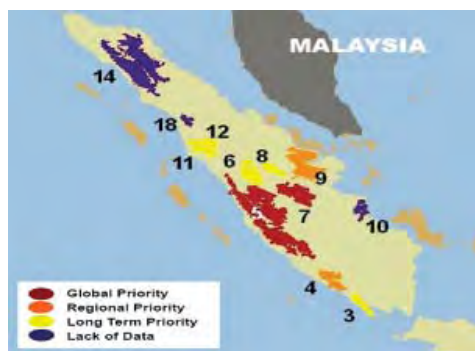 MALAYSIA
14
18
12
11
6
8
9
7
10
4
3
Global Priority
Regional Priority
Long Term Priority
Lack of Data